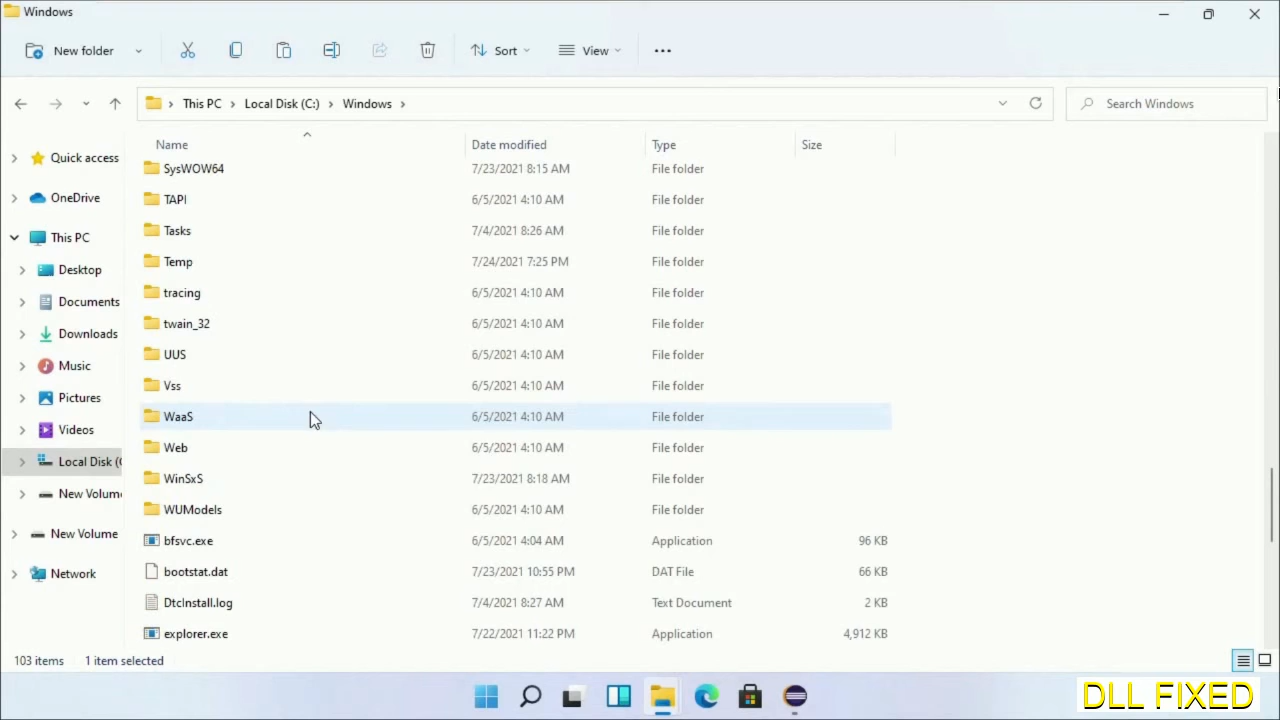 Windows
New folder
Sort
View
This PC
Local Disk (C:)
Windows
Search Windows
Name Date modified Type Size
SysWOW64 7/23/2021 8:15 AM File folder
TAPI 6/5/2021 4:10 AM File folder
Tasks 7/4/2021 8:26 AM File folder
Temp 7/24/2021 7:25 PM File folder
tracing 6/5/2021 4:10 AM File folder
twain_32 6/5/2021 4:10 AM File folder
UUS 6/5/2021 4:10 AM File folder
Vss 6/5/2021 4:10 AM File folder
WaaS 6/5/2021 4:10 AM File folder
Web 6/5/2021 4:10 AM File folder
WinSxS 7/23/2021 8:18 AM File folder
WUModels 6/5/2021 4:10 AM File folder
bfsvc.exe 6/5/2021 4:04 AM Application 96 KB
bootstat.dat 7/23/2021 10:55 PM DAT File 66 KB
DtcInstall.log 7/4/2021 8:27 AM Text Document 2 KB
explorer.exe 7/22/2021 11:22 PM Application 4,912 KB
Quick access
OneDrive
This PC
Desktop
Documents
Downloads
Music
Pictures
Videos
Local Disk (
New Volum
New Volume
Network
103 items 1 item selected
DLL FIXED